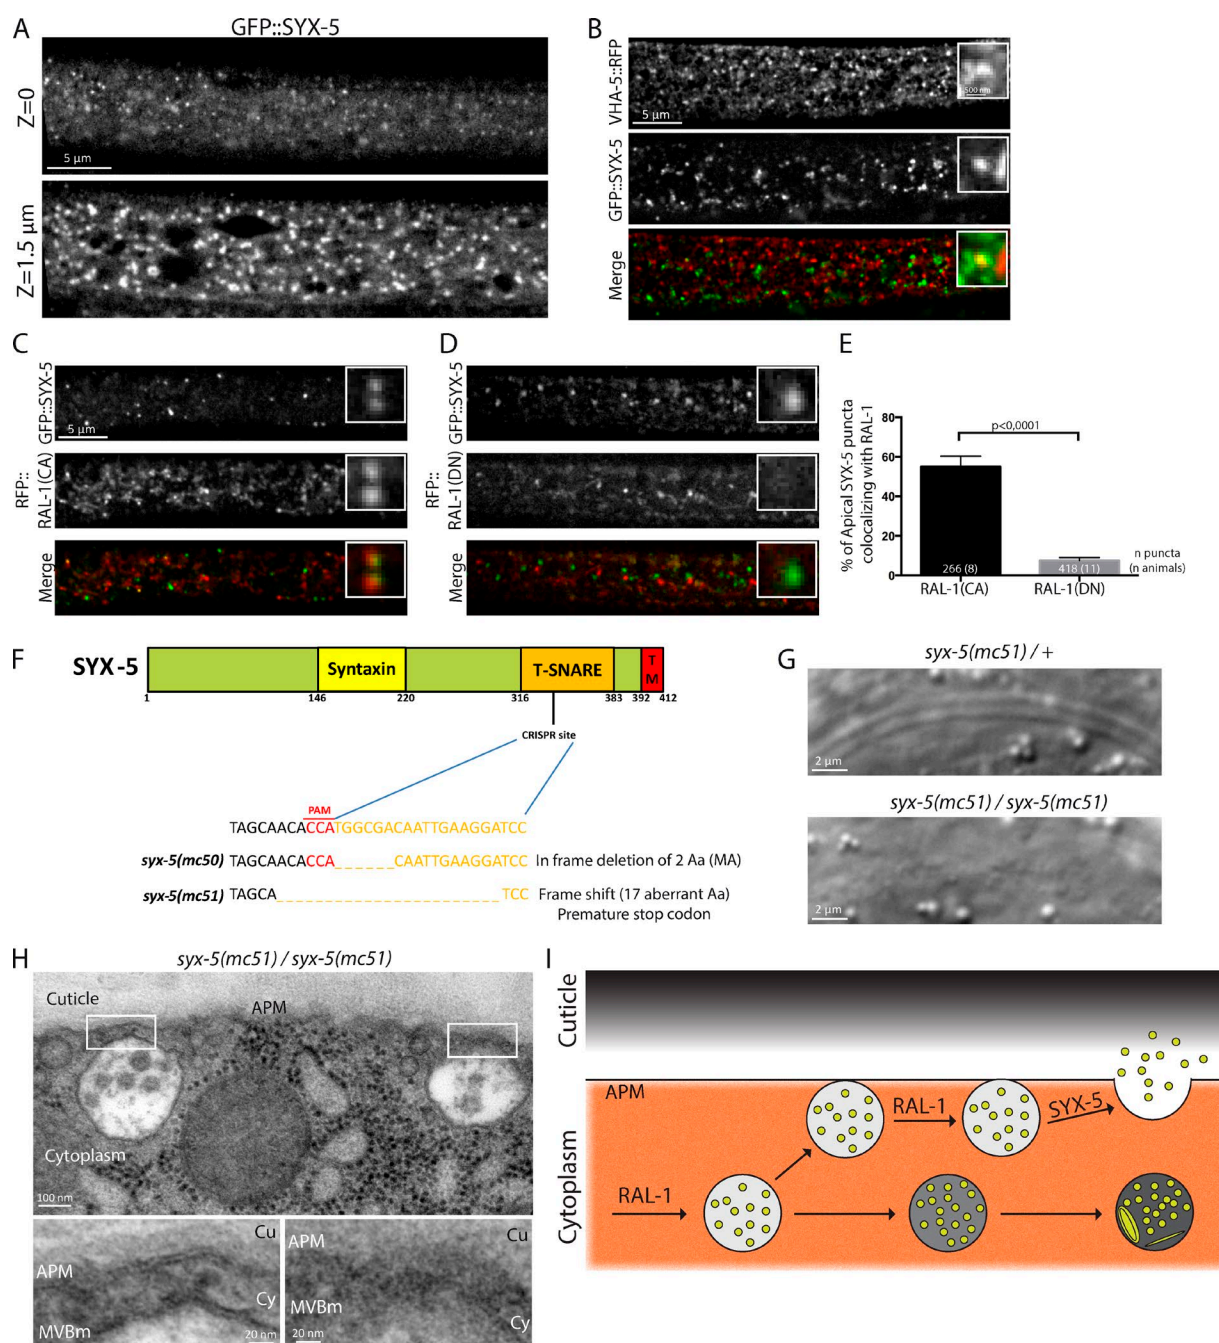 A
GFP::SYX-5
Z=0
5 µm
Z=1.5 µm
B
VHA-5::RFP
5 µm
500 nm
GFP::SYX-5
Merge
C
GFP::SYX-5
5 µm
RFP::
RAL-1(CA)
Merge
D
GFP::SYX-5
RFP::
RAL-1(DN)
Merge
E
% of Apical SYX-5 puncta
colocalizing with RAL-1
80
60
40
20
0
p<0,0001
266 (8)
418 (11)
n puncta
(n animals)
RAL-1(CA)
RAL-1(DN)
F
SYX-5
Syntaxin
T-SNARE
TM
1
146
220
316
383
392
412
CRISPR site
PAM
TAGCAACACCATGGCGACAATTGAAGGATCC
syx-5(mc50) TAGCAACACCA_ _ _ _ _ _CAATTGAAGGATCC In frame deletion of 2 Aa (MA)
syx-5(mc51) TAGCA_ _ _ _ _ _ _ _ _ _ _ _ _ _ _ _ _ _ _ _ _ _ _TCC Frame shift (17 aberrant Aa)
Premature stop codon
G
syx-5(mc51) / +
2 µm
syx-5(mc51) / syx-5(mc51)
2 µm
H
syx-5(mc51) / syx-5(mc51)
Cuticle
APM
Cytoplasm
100 nm
Cu
APM
Cy
MVBm
20 nm
Cu
APM
MVBm
Cy
20 nm
I
Cuticle
Cytoplasm
APM
RAL-1
SYX-5
RAL-1